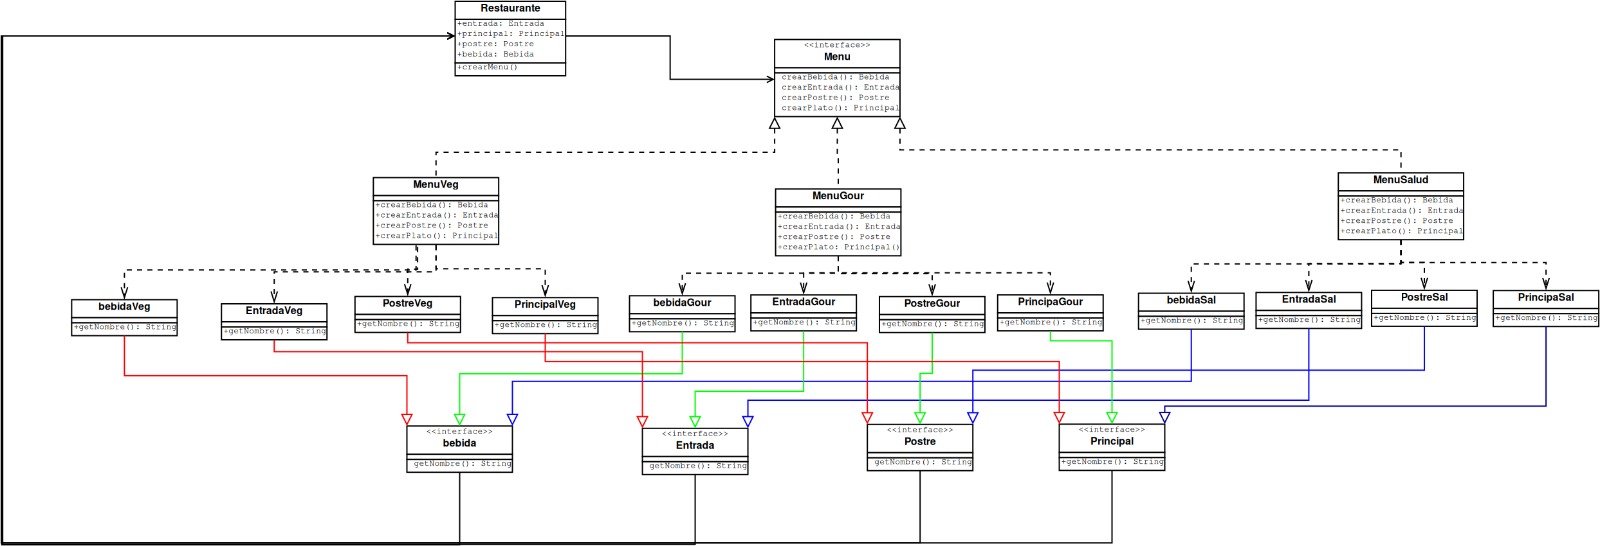 Restaurante
+entrada: Entrada
+principal: Principal
+postre: Postre
+bebida: Bebida
+crearMenu()
<<interface>>
Menu
crearBebida(): Bebida
crearEntrada(): Entrada
crearPostre(): Postre
crearPlato(): Principal
MenuVeg
+crearBebida(): Bebida
+crearEntrada(): Entrada
+crearPostre(): Postre
+crearPlato(): Principal
MenuGour
+crearBebida(): Bebida
+crearEntrada(): Entrada
+crearPostre(): Postre
+crearPlato: Principal()
MenuSalud
+crearBebida(): Bebida
+crearEntrada(): Entrada
+crearPostre(): Postre
+crearPlato(): Principal
bebidaVeg
+getNombre(): String
EntradaVeg
+getNombre(): String
PostreVeg
+getNombre(): String
PrincipalVeg
+getNombre(): String
bebidaGour
+getNombre(): String
EntradaGour
+getNombre(): String
PostreGour
+getNombre(): String
PrincipaGour
+getNombre(): String
bebidaSal
+getNombre(): String
EntradaSal
+getNombre(): String
PostreSal
+getNombre(): String
PrincipaSal
+getNombre(): String
<<interface>>
bebida
getNombre(): String
<<interface>>
Entrada
getNombre(): String
<<interface>>
Postre
getNombre(): String
<<interface>>
Principal
+getNombre(): String